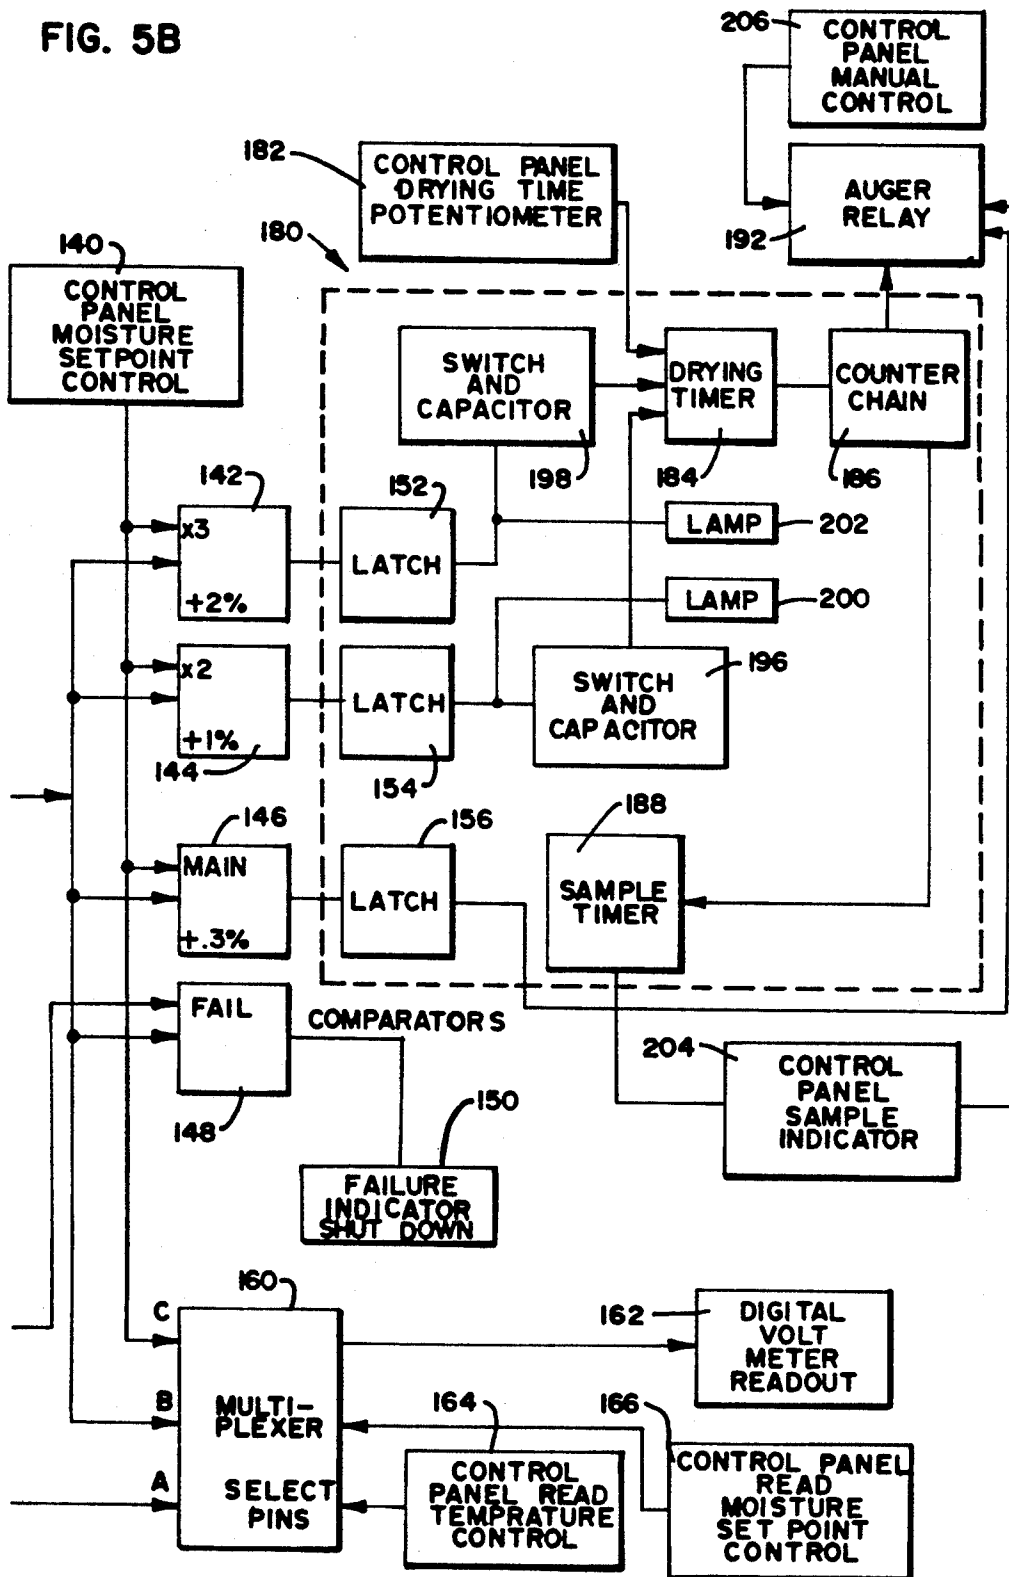 FIG. 5B
206
CONTROL
PANEL
MANUAL
CONTROL
182
CONTROL PANEL
DRYING TIME
POTENTIOMETER
AUGER
RELAY
192
180
140
CONTROL
PANEL
MOISTURE
SETPOINT
CONTROL
SWITCH
AND
CAPACITOR
198
DRYING
TIMER
184
COUNTER
CHAIN
186
142
x3
+2%
152
LATCH
LAMP
202
LAMP
200
x2
+1%
144
LATCH
154
SWITCH
AND
CAPACITOR
196
146
MAIN
+.3%
156
LATCH
188
SAMPLE
TIMER
FAIL
148
COMPARATORS
204
CONTROL
PANEL
SAMPLE
INDICATOR
150
FAILURE
INDICATOR
SHUT DOWN
160
C
B
A
MULTI-
PLEXER
SELECT
PINS
162
DIGITAL
VOLT
METER
READOUT
164
CONTROL
PANEL READ
TEMPRATURE
CONTROL
166
CONTROL PANEL
READ
MOISTURE
SET POINT
CONTROL